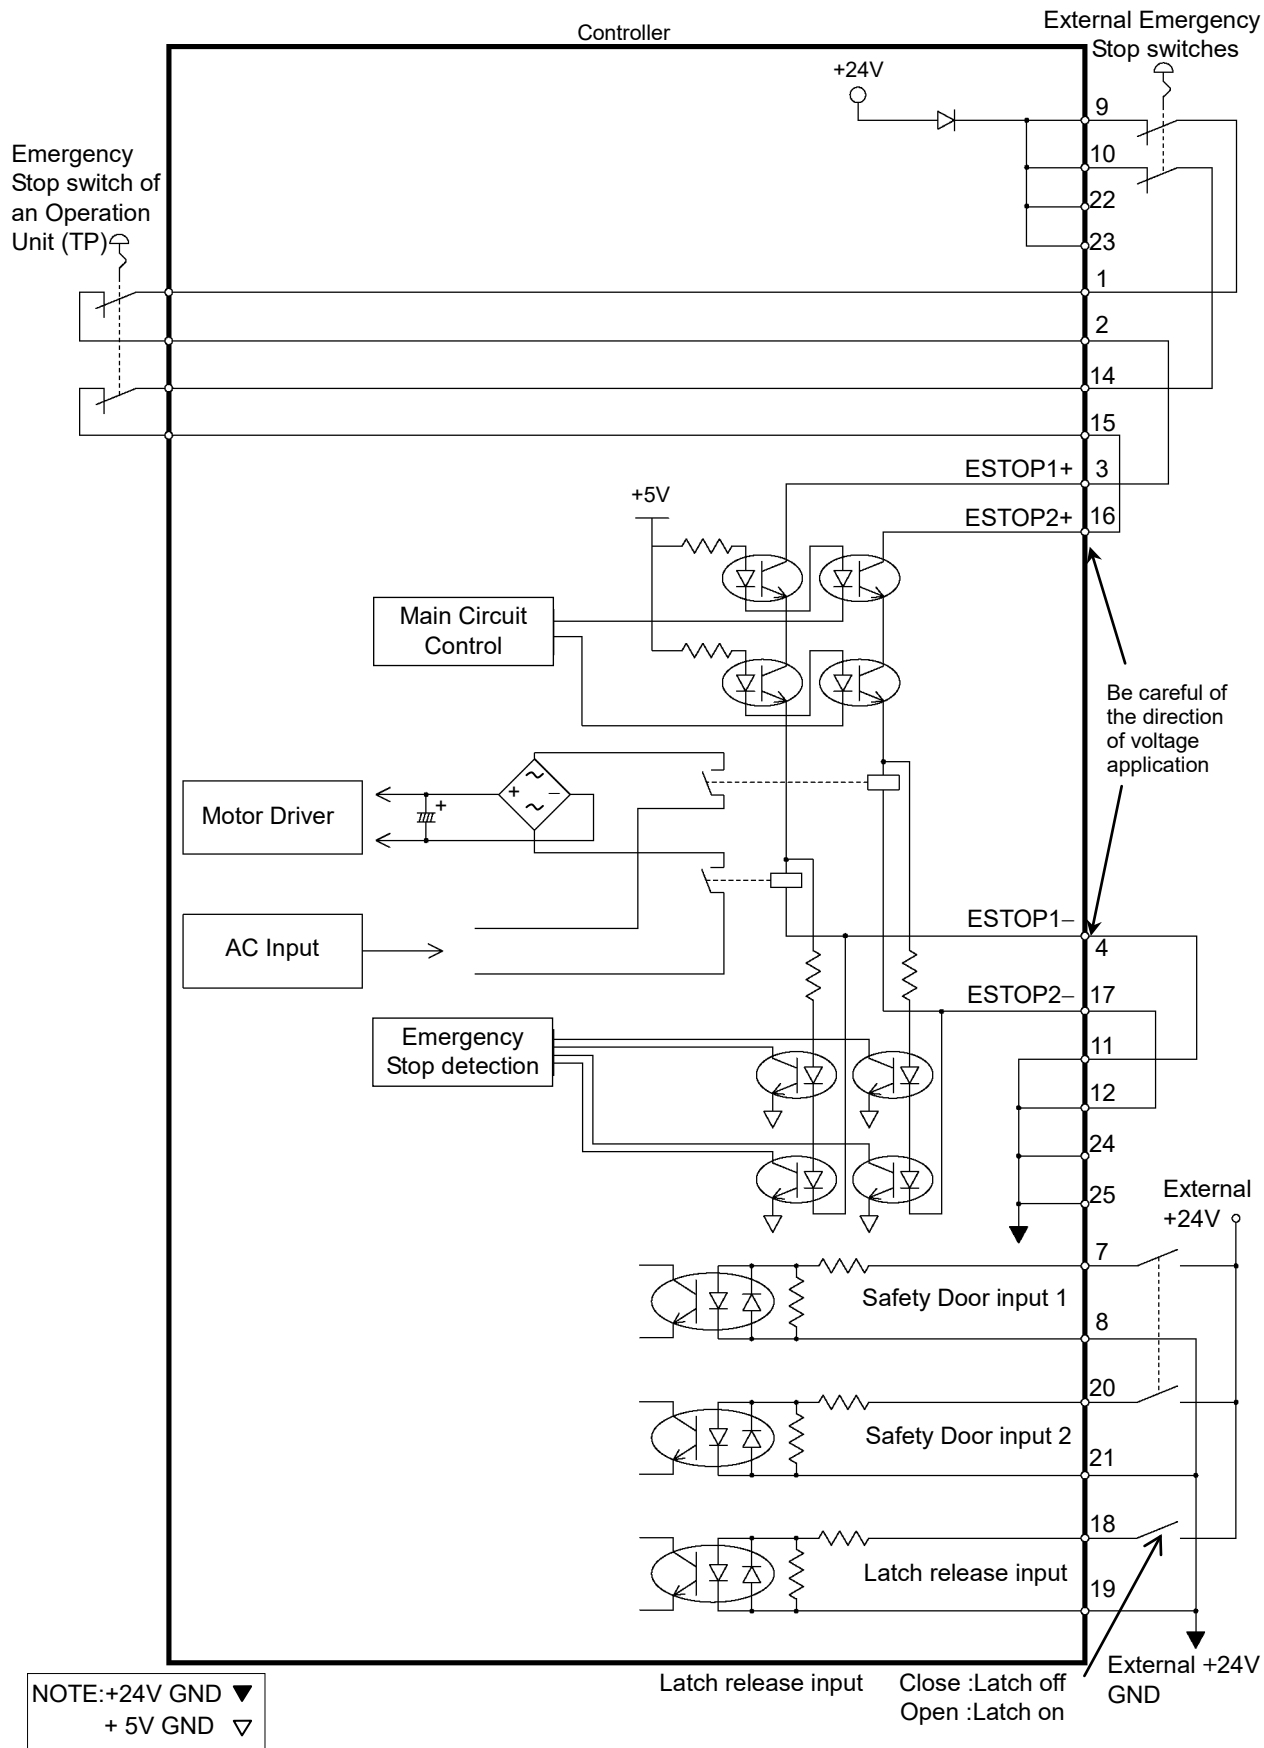 Controller
External Emergency
Stop switches
+24V
9
10
22
23
Emergency
Stop switch of
an Operation
Unit (TP)
1
2
14
15
ESTOP1+ 3
ESTOP2+ 16
+5V
Main Circuit
Control
Be careful of
the direction
of voltage
application
Motor Driver
+
+
−
AC Input
ESTOP1−
4
ESTOP2− 17
11
12
24
25
Emergency
Stop detection
External
+24V
7
Safety Door input 1
8
20
Safety Door input 2
21
18
Latch release input
19
External +24V
GND
Latch release input Close :Latch off
Open :Latch on
NOTE:+24V GND ▼
+ 5V GND ▽